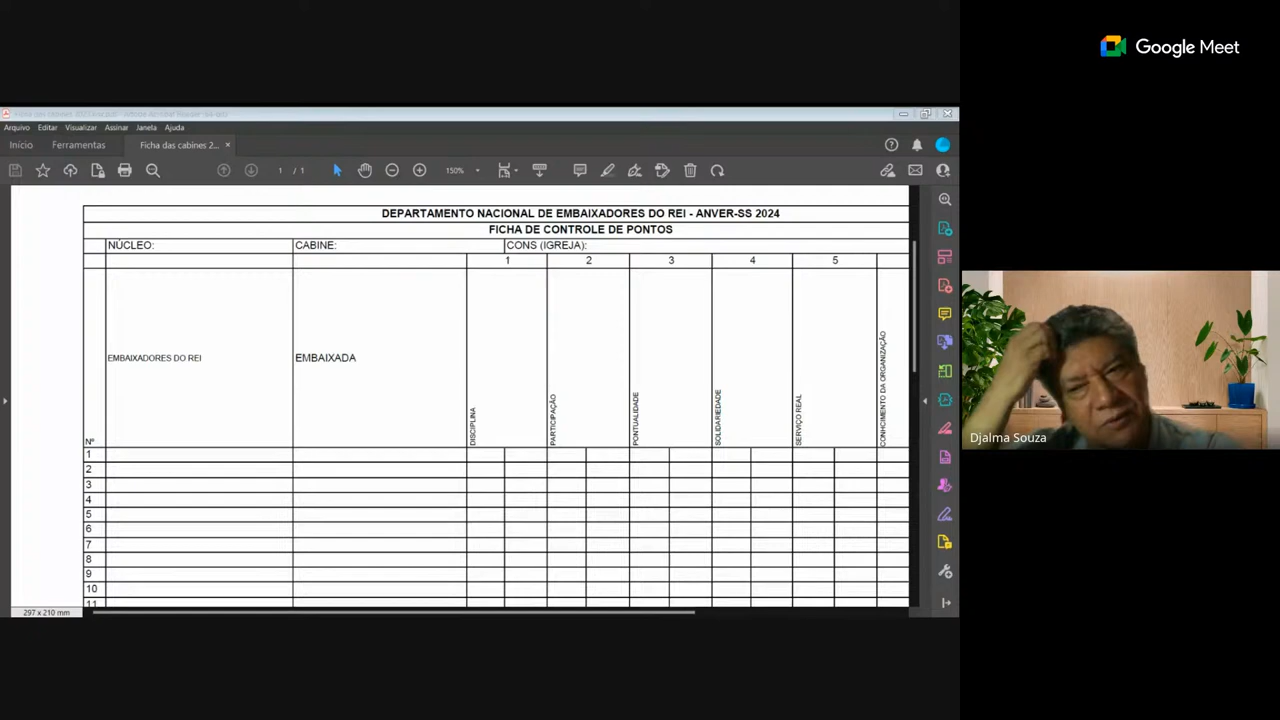 Google Meet
Arquivo Editar Visualizar Assinar Janela Ajuda
Início Ferramentas Ficha das cabines 2... ×
1 / 1 150%
DEPARTAMENTO NACIONAL DE EMBAIXADORES DO REI - ANVER-SS 2024
FICHA DE CONTROLE DE PONTOS
NÚCLEO: CABINE: CONS (IGREJA):
1 2 3 4 5
Nº EMBAIXADORES DO REI EMBAIXADA DISCIPLINA PARTICIPAÇÃO PONTUALIDADE SOLIDARIEDADE SERVIÇO REAL CONHCIMENTO DA ORGANIZAÇÃO
1
2
3
4
5
6
7
8
9
10
11
297 x 210 mm
Djalma Souza